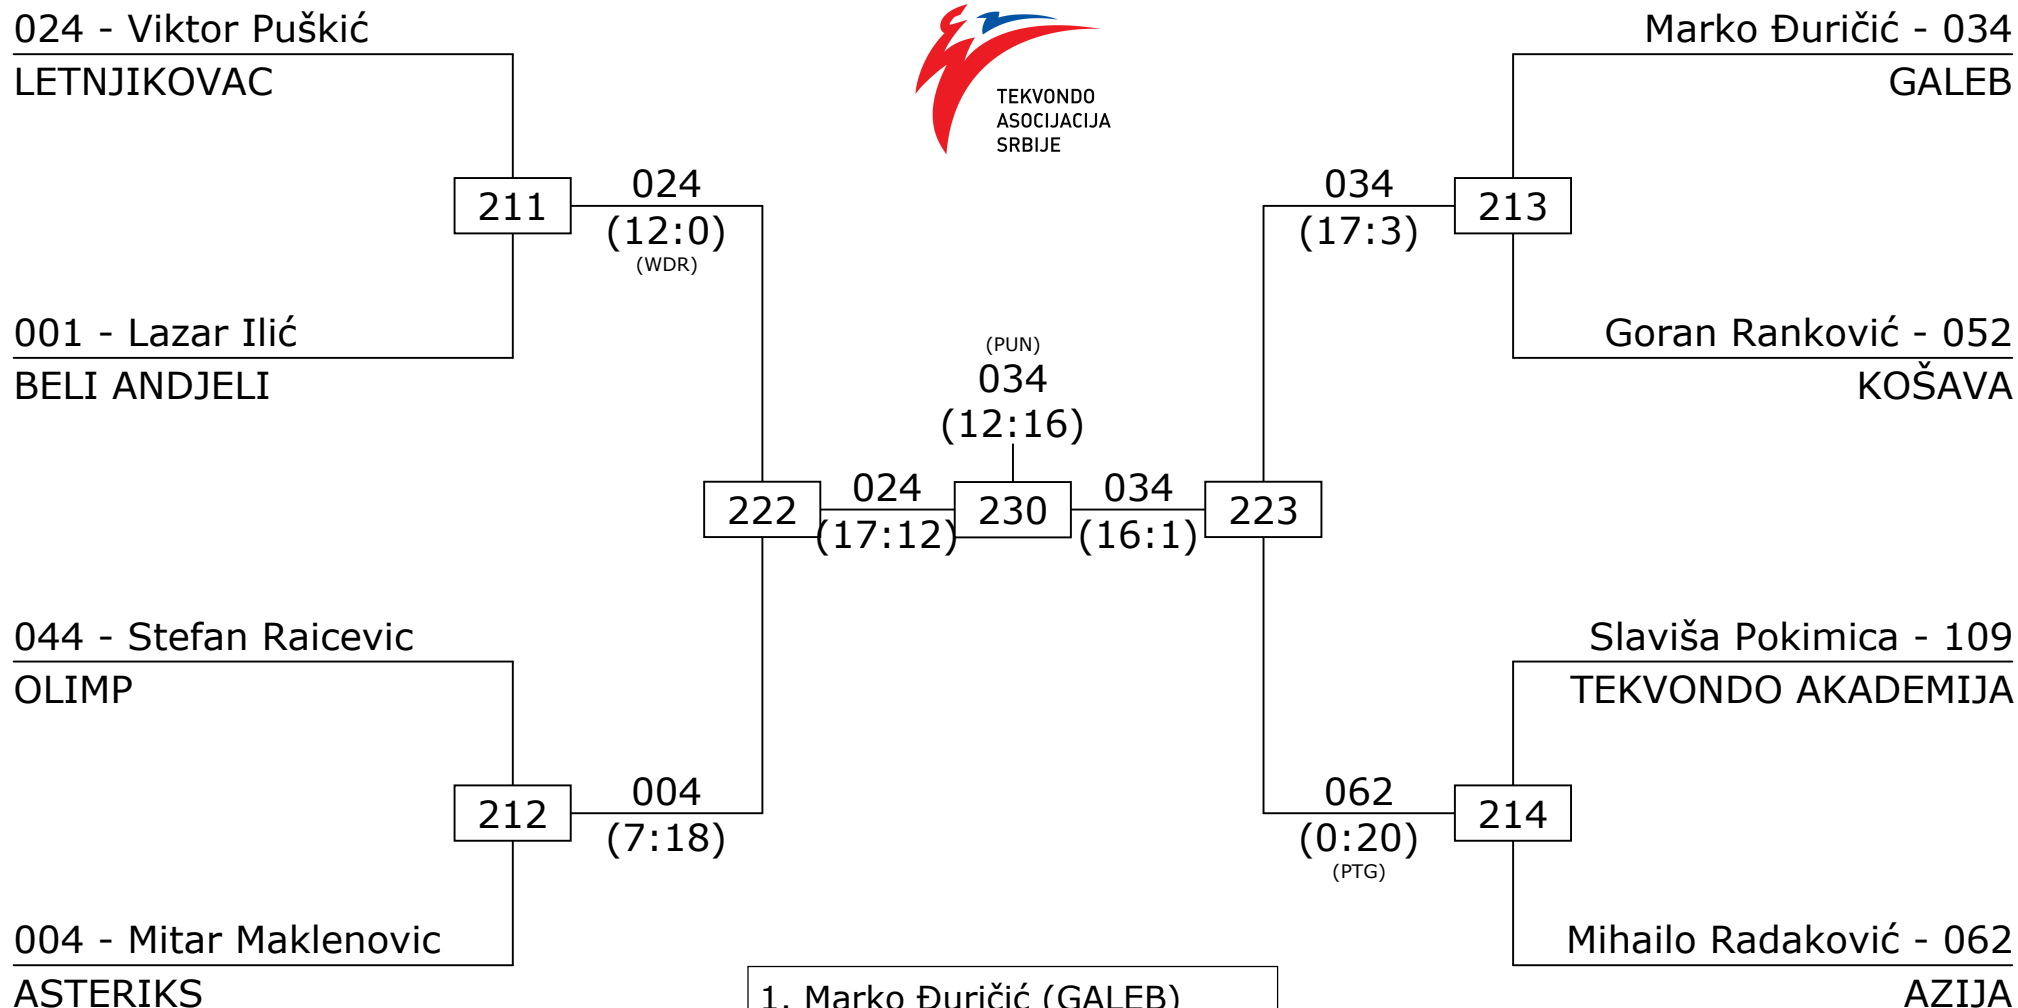 024 - Viktor Puškić
LETNJIKOVAC
001 - Lazar Ilić
BELI ANDJELI
044 - Stefan Raicevic
OLIMP
004 - Mitar Maklenovic
ASTERIKS
211
024
(12:0)
(WDR)
212
004
(7:18)
222
024
(17:12)
TEKVONDO
ASOCIJACIJA
SRBIJE
(PUN)
034
(12:16)
230
034
(16:1)
223
034
(17:3)
213
062
(0:20)
(PTG)
214
Marko Đuričić - 034
GALEB
Goran Ranković - 052
KOŠAVA
Slaviša Pokimica - 109
TEKVONDO AKADEMIJA
Mihailo Radaković - 062
AZIJA
1. Marko Đuričić (GALEB)